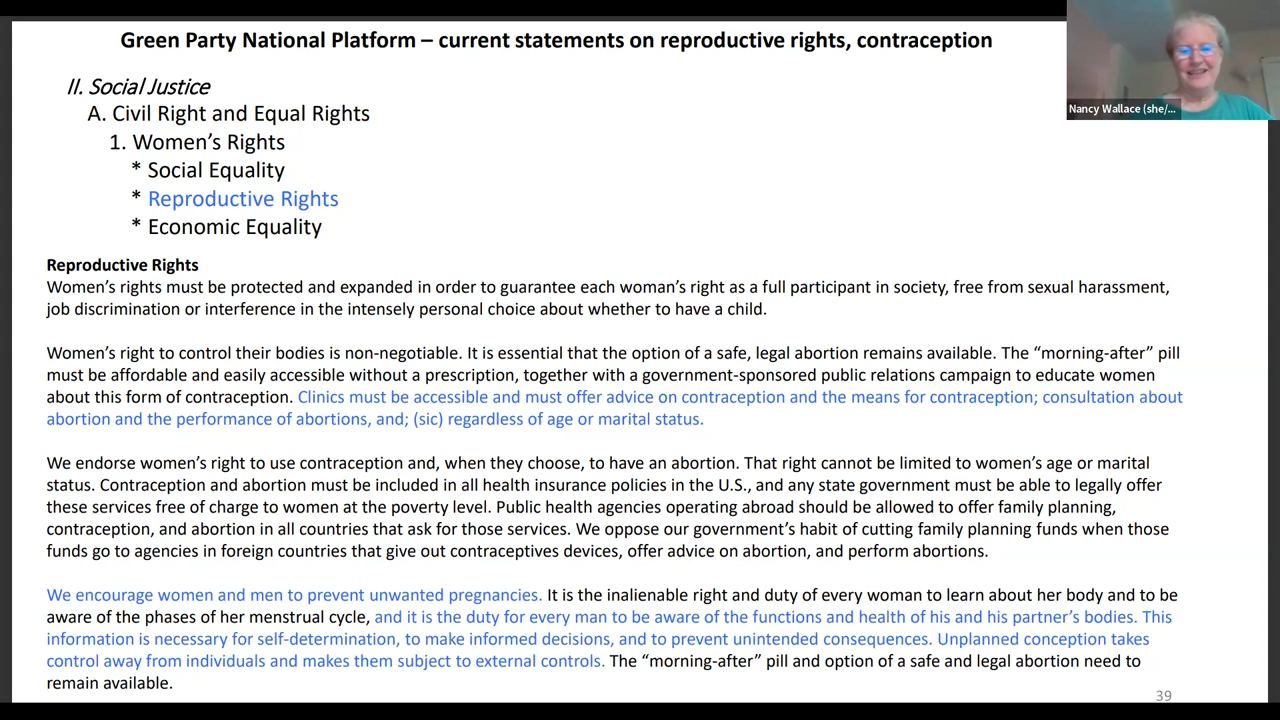 Green Party National Platform – current statements on reproductive rights, contraception
Nancy Wallace (she/...
II. Social Justice
A. Civil Right and Equal Rights
1. Women’s Rights
* Social Equality
* Reproductive Rights
* Economic Equality
Reproductive Rights
Women’s rights must be protected and expanded in order to guarantee each woman’s right as a full participant in society, free from sexual harassment,
job discrimination or interference in the intensely personal choice about whether to have a child.
Women’s right to control their bodies is non-negotiable. It is essential that the option of a safe, legal abortion remains available. The “morning-after” pill
must be affordable and easily accessible without a prescription, together with a government-sponsored public relations campaign to educate women
about this form of contraception. Clinics must be accessible and must offer advice on contraception and the means for contraception; consultation about
abortion and the performance of abortions, and; (sic) regardless of age or marital status.
We endorse women’s right to use contraception and, when they choose, to have an abortion. That right cannot be limited to women’s age or marital
status. Contraception and abortion must be included in all health insurance policies in the U.S., and any state government must be able to legally offer
these services free of charge to women at the poverty level. Public health agencies operating abroad should be allowed to offer family planning,
contraception, and abortion in all countries that ask for those services. We oppose our government’s habit of cutting family planning funds when those
funds go to agencies in foreign countries that give out contraceptives devices, offer advice on abortion, and perform abortions.
We encourage women and men to prevent unwanted pregnancies. It is the inalienable right and duty of every woman to learn about her body and to be
aware of the phases of her menstrual cycle, and it is the duty for every man to be aware of the functions and health of his and his partner’s bodies. This
information is necessary for self-determination, to make informed decisions, and to prevent unintended consequences. Unplanned conception takes
control away from individuals and makes them subject to external controls. The “morning-after” pill and option of a safe and legal abortion need to
remain available.
39